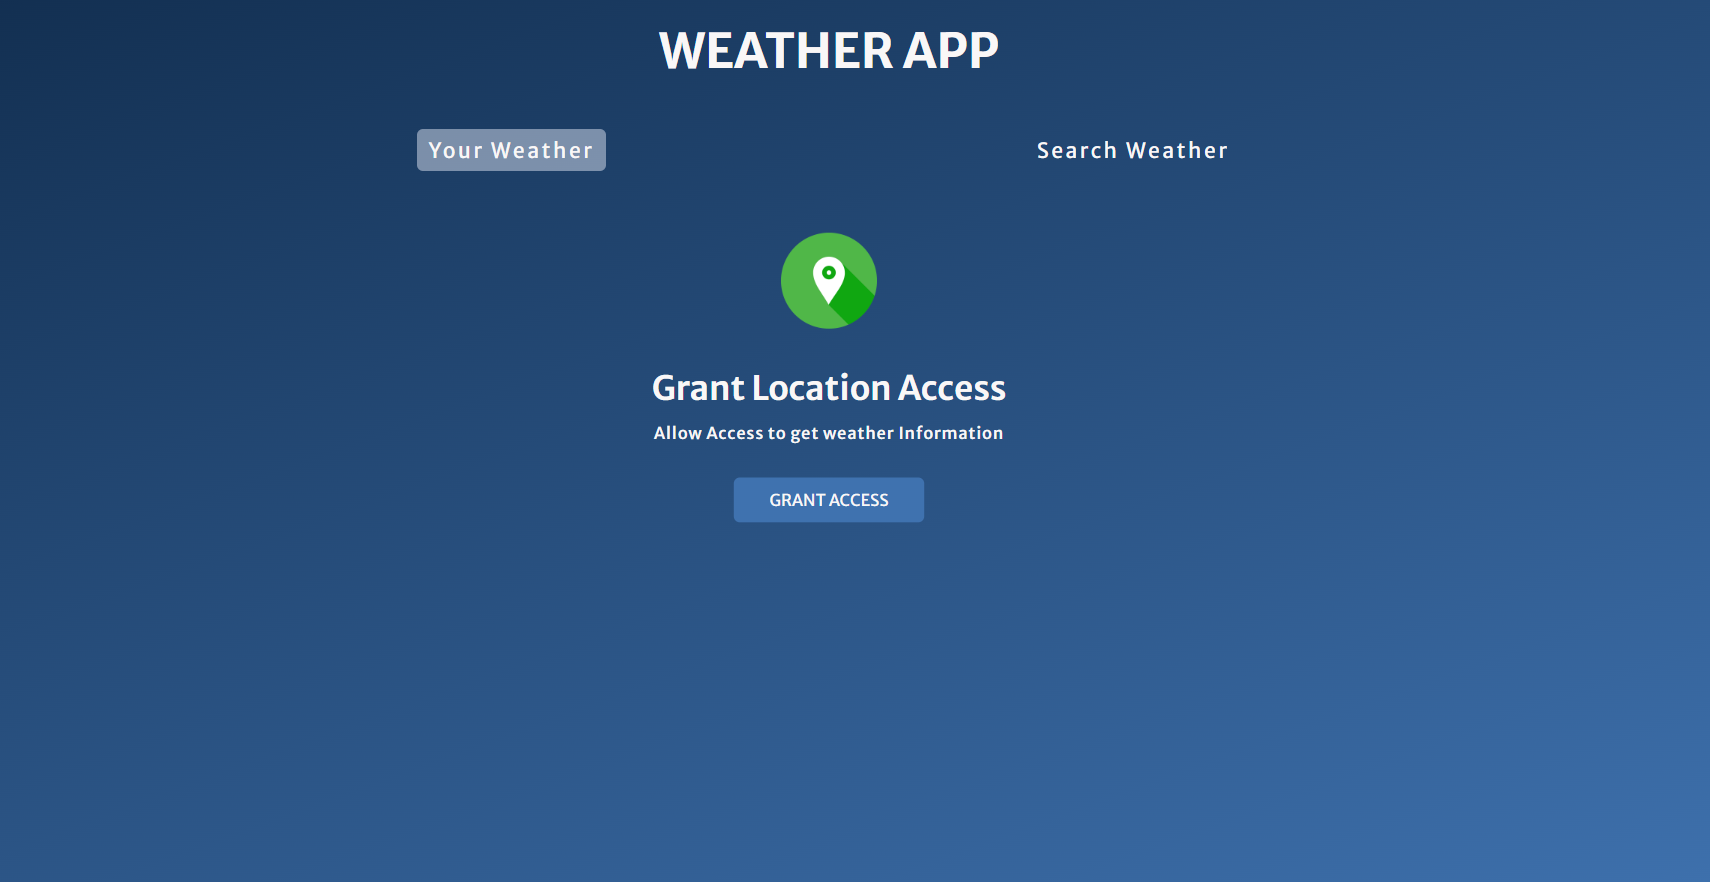 WEATHER APP
Your Weather
Search Weather
Grant Location Access
Allow Access to get weather Information
GRANT ACCESS